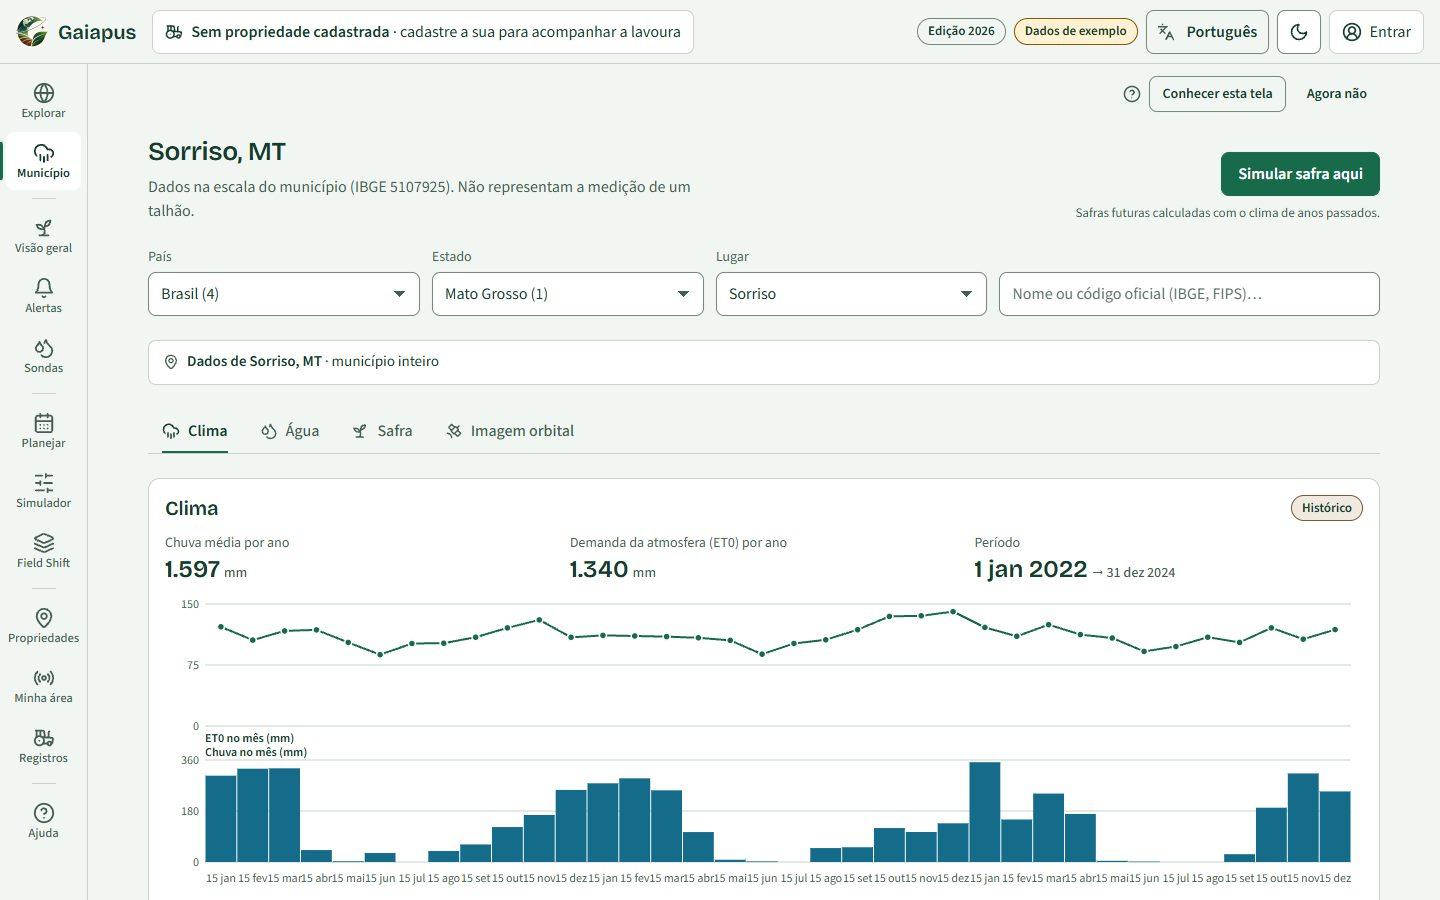 Gaiapus
Sem propriedade cadastrada · cadastre a sua para acompanhar a lavoura
Edição 2026
Dados de exemplo
Português
Entrar
Explorar
Município
Visão geral
Alertas
Sondas
Planejar
Simulador
Field Shift
Propriedades
Minha área
Registros
Ajuda
Conhecer esta tela
Agora não
Sorriso, MT
Dados na escala do município (IBGE 5107925). Não representam a medição de um
talhão.
Simular safra aqui
Safras futuras calculadas com o clima de anos passados.
País
Estado
Lugar
Brasil (4)
Mato Grosso (1)
Sorriso
Nome ou código oficial (IBGE, FIPS)…
Dados de Sorriso, MT · município inteiro
Clima
Água
Safra
Imagem orbital
Clima
Histórico
Chuva média por ano
Demanda da atmosfera (ET0) por ano
Período
1.597 mm
1.340 mm
1 jan 2022 → 31 dez 2024
150
75
0
ET0 no mês (mm)
Chuva no mês (mm)
360
180
0
15 jan 15 fev 15 mar 15 abr 15 mai 15 jun 15 jul 15 ago 15 set 15 out 15 nov 15 dez 15 jan 15 fev 15 mar 15 abr 15 mai 15 jun 15 jul 15 ago 15 set 15 out 15 nov 15 dez 15 jan 15 fev 15 mar 15 abr 15 mai 15 jun 15 jul 15 ago 15 set 15 out 15 nov 15 dez